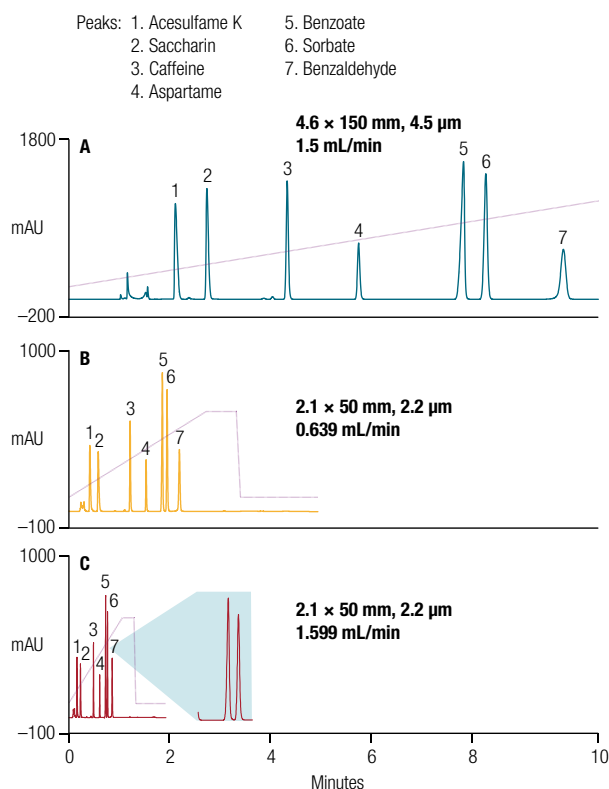 Peaks: 1. Acesulfame K
2. Saccharin
3. Caffeine
4. Aspartame
5. Benzoate
6. Sorbate
7. Benzaldehyde
A
4.6 × 150 mm, 4.5 µm
1.5 mL/min
1800
mAU
–200
1
2
3
4
5
6
7
B
2.1 × 50 mm, 2.2 µm
0.639 mL/min
1000
mAU
–100
1
2
3
4
5
6
7
C
2.1 × 50 mm, 2.2 µm
1.599 mL/min
1000
mAU
–100
1
2
3
4
5
6
7
0 2 4 6 8 10
Minutes